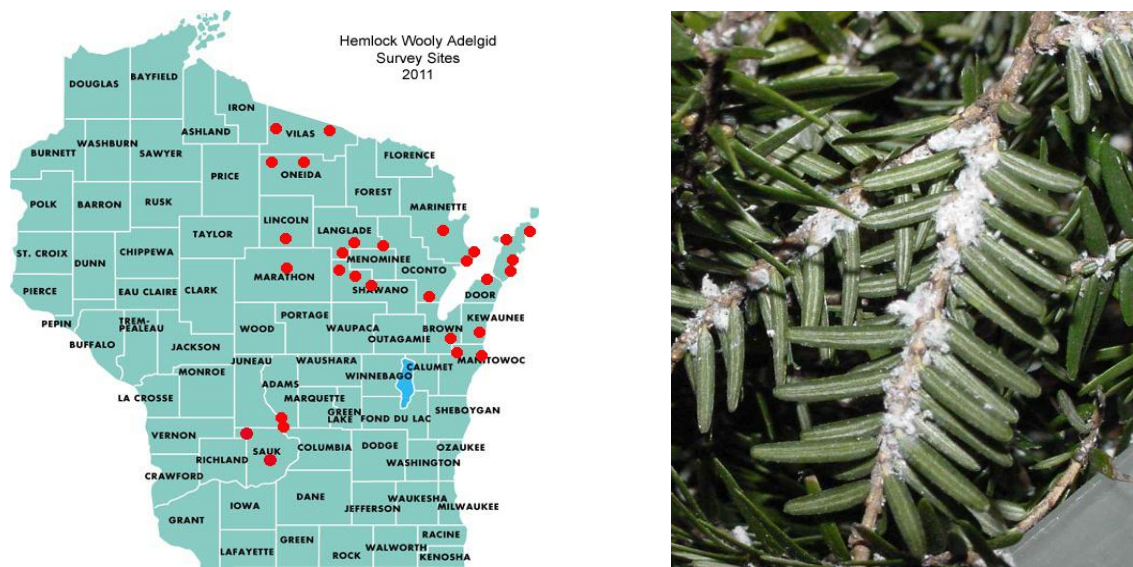 Hemlock Wooly Adelgid
Survey Sites
2011
DOUGLAS
BAYFIELD
IRON
ASHLAND
VILAS
BURNETT
WASHBURN
SAWYER
FLORENCE
PRICE
ONEIDA
FOREST
POLK
BARRON
RUSK
MARINETTE
LINCOLN
LANGLADE
TAYLOR
ST. CROIX
CHIPPEWA
DUNN
MENOMINEE
OCONTO
MARATHON
PIERCE
EAU CLAIRE
CLARK
SHAWANO
DOOR
PEPIN
TREM-
PEALEAU
BUFFALO
PORTAGE
WOOD
WAUPACA
BROWN
KEWAUNEE
OUTAGAMIE
JACKSON
JUNEAU
WAUSHARA
MANITOWOC
CALUMET
WINNEBAGO
MONROE
ADAMS
MARQUETTE
LA CROSSE
GREEN
LAKE
FOND DU LAC
SHEBOYGAN
VERNON
COLUMBIA
DODGE
OZAUKEE
SAUK
RICHLAND
WASHINGTON
CRAWFORD
DANE
IOWA
JEFFERSON
WAUKESHA
MILWAUKEE
GRANT
LAFAYETTE
GREEN
ROCK
WALWORTH
RACINE
KENOSHA